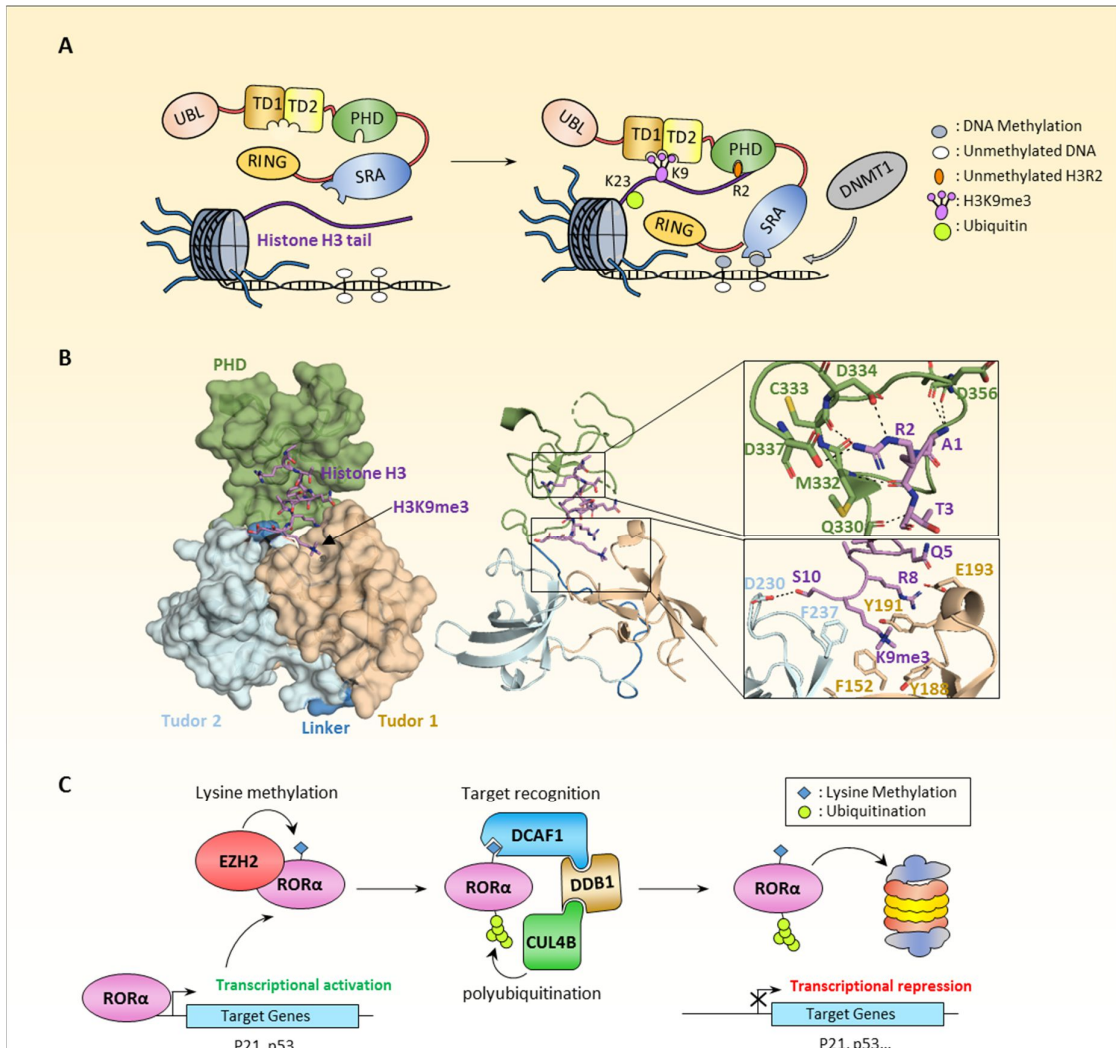 A
UBL
TD1
TD2
PHD
RING
SRA
Histone H3 tail
UBL
TD1
TD2
PHD
K9
K23
R2
RING
SRA
DNMT1
: DNA Methylation
: Unmethylated DNA
: Unmethylated H3R2
: H3K9me3
: Ubiquitin
B
PHD
Histone H3
H3K9me3
Tudor 2
Linker
Tudor 1
D334
C333
D356
R2
A1
D337
M332
T3
Q330
Q5
S10
R8
E193
D230
Y191
F237
K9me3
F152
Y188
C
Lysine methylation
EZH2
RORα
RORα
Transcriptional activation
Target Genes
P21, p53...
Target recognition
DCAF1
RORα
DDB1
CUL4B
polyubiquitination
: Lysine Methylation
: Ubiquitination
RORα
Transcriptional repression
Target Genes
P21, p53...